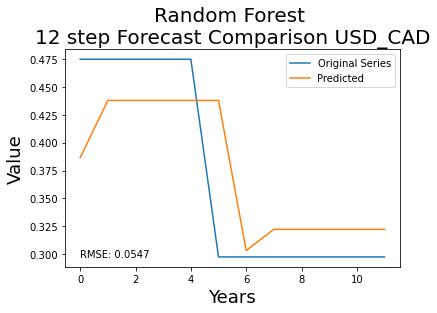 Random Forest
12 step Forecast Comparison USD_CAD
Original Series
Predicted
0.475
0.450
0.425
0.400
0.375
0.350
0.325
0.300
Value
RMSE: 0.0547
0 2 4 6 8 10
Years